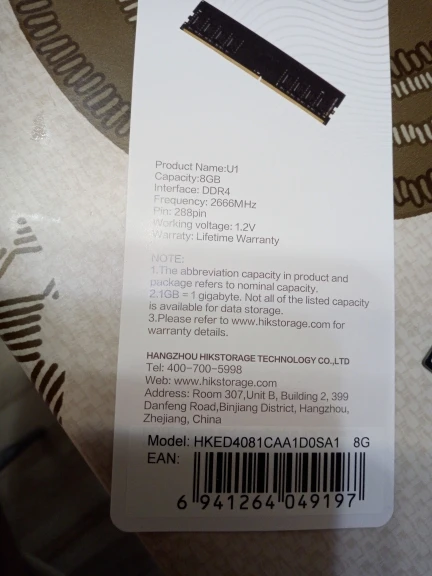 Product Name:U1
Capacity:8GB
Interface: DDR4
Frequency: 2666MHz
Pin: 288pin
Working voltage: 1.2V
Warraty: Lifetime Warranty
NOTE:
1.The abbreviation capacity in product and
package refers to nominal capacity.
2.1GB = 1 gigabyte. Not all of the listed capacity
is available for data storage.
3.Please refer to www.hikstorage.com for
warranty details.
HANGZHOU HIKSTORAGE TECHNOLOGY CO.,LTD
Tel: 400-700-5998
Web: www.hikstorage.com
Address: Room 307,Unit B, Building 2, 399
Danfeng Road,Binjiang District, Hangzhou,
Zhejiang, China
Model: HKED4081CAA1D0SA1 8G
EAN:
6 941264 049197